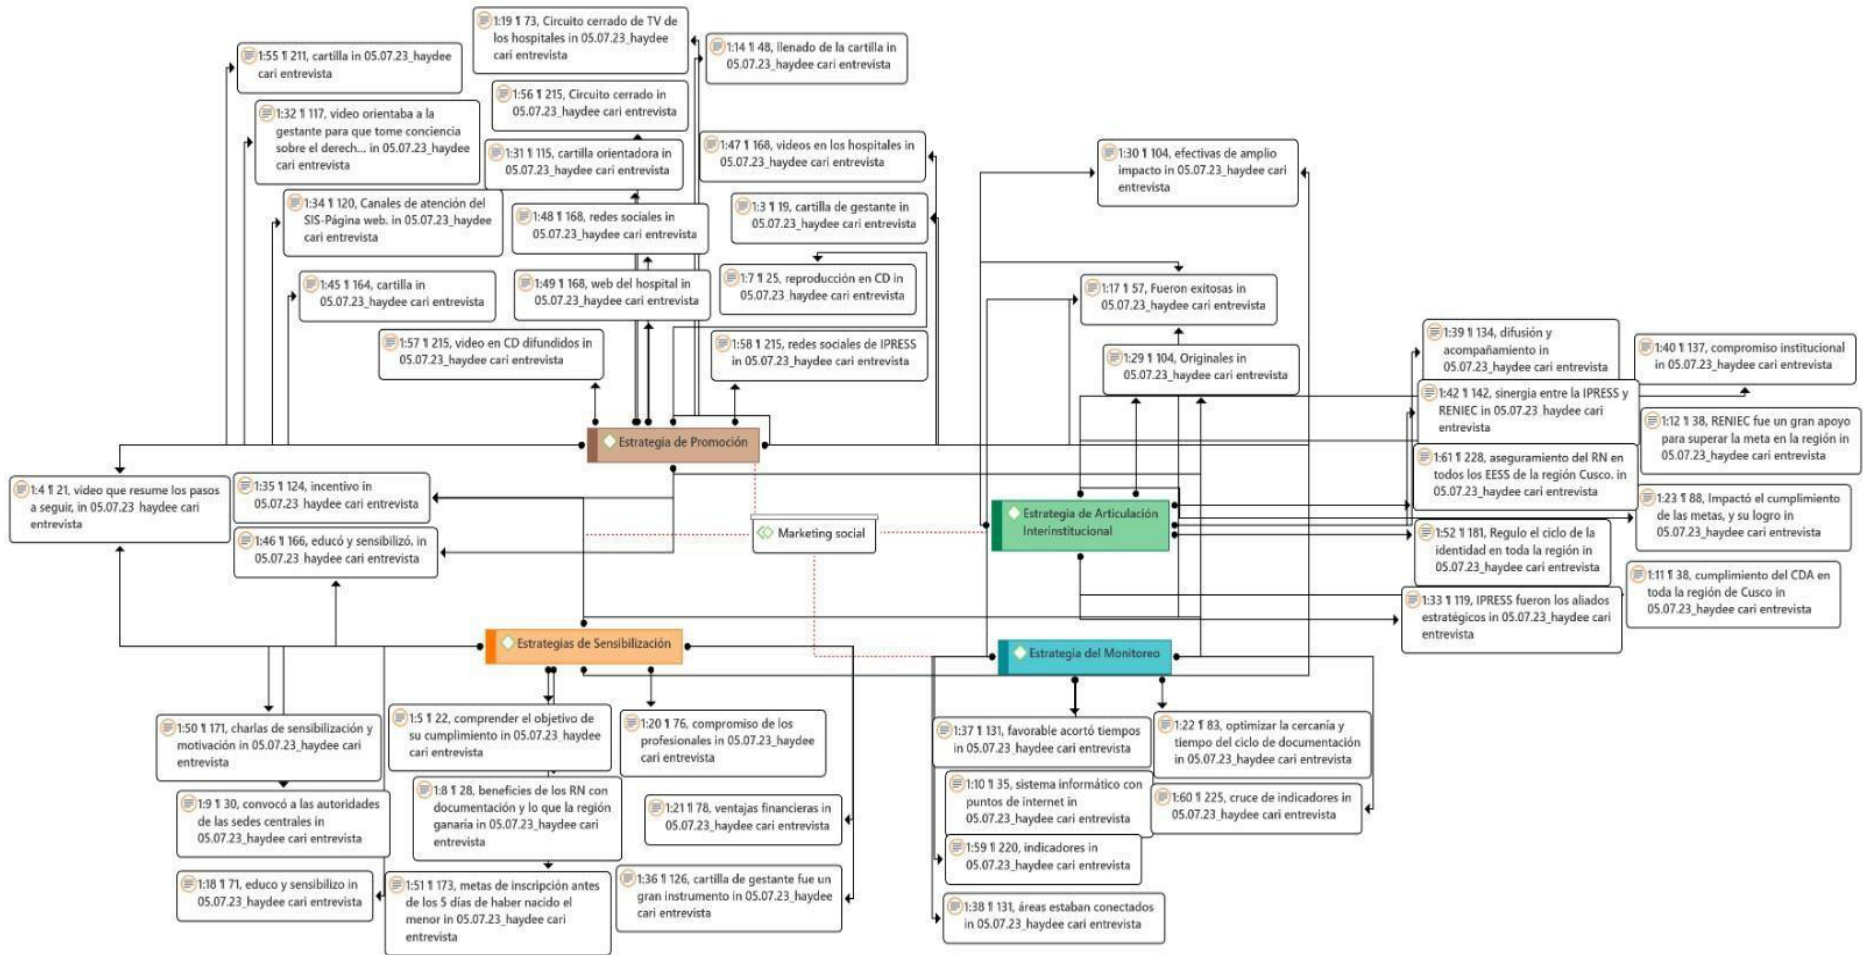 1:19 ¶ 73, Circuito cerrado de TV de
los hospitales in 05.07.23_haydee
cari entrevista
1:14 ¶ 48, llenado de la cartilla in
05.07.23_haydee cari entrevista
1:55 ¶ 211, cartilla in 05.07.23_haydee
cari entrevista
1:56 ¶ 215, Circuito cerrado in
05.07.23_haydee cari entrevista
1:32 ¶ 117, video orientaba a la
gestante para que tome conciencia
sobre el derech... in 05.07.23_haydee
cari entrevista
1:31 ¶ 115, cartilla orientadora in
05.07.23_haydee cari entrevista
1:47 ¶ 168, videos en los hospitales in
05.07.23_haydee cari entrevista
1:30 ¶ 104, efectivas de amplio
impacto in 05.07.23_haydee cari
entrevista
1:34 ¶ 120, Canales de atención del
SIS-Página web. in 05.07.23_haydee
cari entrevista
1:48 ¶ 168, redes sociales in
05.07.23_haydee cari entrevista
1:3 ¶ 19, cartilla de gestante in
05.07.23_haydee cari entrevista
1:45 ¶ 164, cartilla in
05.07.23_haydee cari entrevista
1:49 ¶ 168, web del hospital in
05.07.23_haydee cari entrevista
1:7 ¶ 25, reproducción en CD in
05.07.23_haydee cari entrevista
1:17 ¶ 57, Fueron exitosas in
05.07.23_haydee cari entrevista
1:57 ¶ 215, video en CD difundidos in
05.07.23_haydee cari entrevista
1:58 ¶ 215, redes sociales de IPRESS
in 05.07.23_haydee cari entrevista
1:29 ¶ 104, Originales in
05.07.23_haydee cari entrevista
1:39 ¶ 134, difusión y
acompañamiento in
05.07.23_haydee cari entrevista
1:40 ¶ 137, compromiso institucional
in 05.07.23_haydee cari entrevista
1:42 ¶ 142, sinergia entre la IPRESS y
RENIEC in 05.07.23_haydee cari
entrevista
1:12 ¶ 38, RENIEC fue un gran apoyo
para superar la meta en la región in
05.07.23_haydee cari entrevista
Estrategia de Promoción
1:61 ¶ 228, aseguramiento del RN en
todos los EESS de la región Cusco. in
05.07.23_haydee cari entrevista
1:4 ¶ 21, video que resume los pasos
a seguir, in 05.07.23 haydee cari
entrevista
1:35 ¶ 124, incentivo in
05.07.23 haydee cari entrevista
1:23 ¶ 88, Impactó el cumplimiento
de las metas, y su logro in
05.07.23_haydee cari entrevista
Estrategia de Articulación
Interinstitucional
Marketing social
1:46 ¶ 166, educó y sensibilizó, in
05.07.23_haydee cari entrevista
1:52 ¶ 181, Regulo el ciclo de la
identidad en toda la región in
05.07.23_haydee cari entrevista
1:11 ¶ 38, cumplimiento del CDA en
toda la región de Cusco in
05.07.23_haydee cari entrevista
1:33 ¶ 119, IPRESS fueron los aliados
estratégicos in 05.07.23_haydee cari
entrevista
Estrategias de Sensibilización
Estrategia del Monitoreo
1:50 ¶ 171, charlas de sensibilización y
motivación in 05.07.23_haydee cari
entrevista
1:5 ¶ 22, comprender el objetivo de
su cumplimiento in 05.07.23_haydee
cari entrevista
1:20 ¶ 76, compromiso de los
profesionales in 05.07.23_haydee
cari entrevista
1:37 ¶ 131, favorable acortó tiempos
in 05.07.23_haydee cari entrevista
1:22 ¶ 83, optimizar la cercanía y
tiempo del ciclo de documentación
in 05.07.23_haydee cari entrevista
1:9 ¶ 30, convocó a las autoridades
de las sedes centrales in
05.07.23_haydee cari entrevista
1:8 ¶ 28, beneficies de los RN con
documentación y lo que la región
ganaría in 05.07.23_haydee cari
entrevista
1:21 ¶ 78, ventajas financieras in
05.07.23_haydee cari entrevista
1:10 ¶ 35, sistema informático con
puntos de internet in
05.07.23_haydee cari entrevista
1:60 ¶ 225, cruce de indicadores in
05.07.23_haydee cari entrevista
1:59 ¶ 220, indicadores in
05.07.23_haydee cari entrevista
1:18 ¶ 71, educo y sensibilizo in
05.07.23_haydee cari entrevista
1:51 ¶ 173, metas de inscripción antes
de los 5 días de haber nacido el
menor in 05.07.23_haydee cari
entrevista
1:36 ¶ 126, cartilla de gestante fue un
gran instrumento in 05.07.23_haydee
cari entrevista
1:38 ¶ 131, áreas estaban conectados
in 05.07.23_haydee cari entrevista